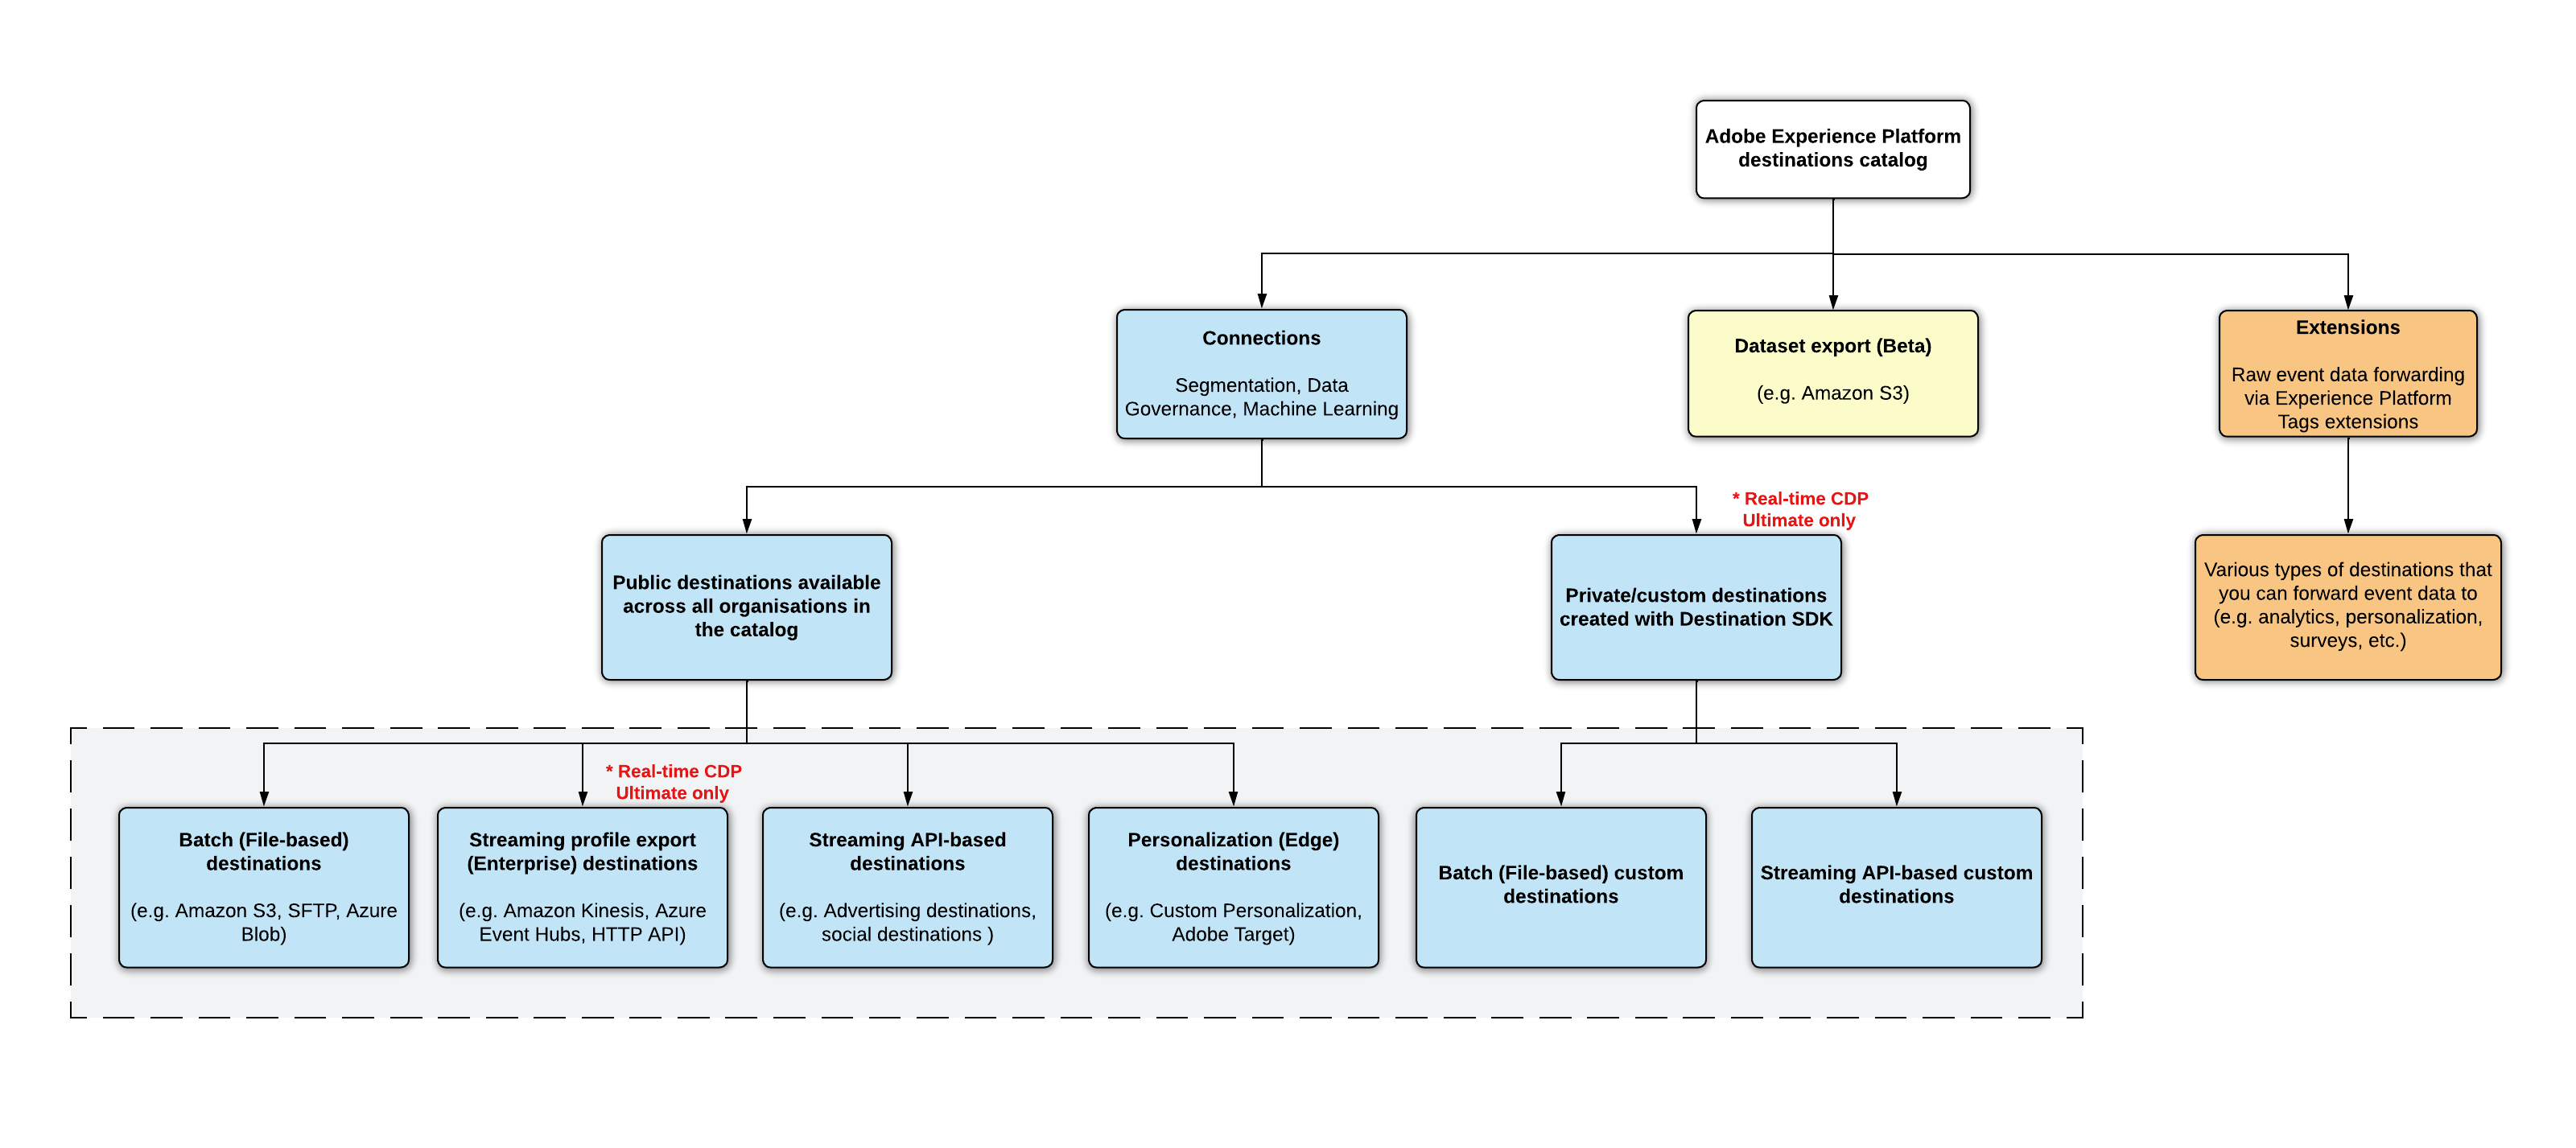 Adobe Experience Platform
destinations catalog
Connections
Segmentation, Data
Governance, Machine Learning
Dataset export (Beta)
(e.g. Amazon S3)
Extensions
Raw event data forwarding
via Experience Platform
Tags extensions
* Real-time CDP
Ultimate only
Public destinations available
across all organisations in
the catalog
Private/custom destinations
created with Destination SDK
Various types of destinations that
you can forward event data to
(e.g. analytics, personalization,
surveys, etc.)
* Real-time CDP
Ultimate only
Batch (File-based)
destinations
(e.g. Amazon S3, SFTP, Azure
Blob)
Streaming profile export
(Enterprise) destinations
(e.g. Amazon Kinesis, Azure
Event Hubs, HTTP API)
Streaming API-based
destinations
(e.g. Advertising destinations,
social destinations )
Personalization (Edge)
destinations
(e.g. Custom Personalization,
Adobe Target)
Batch (File-based) custom
destinations
Streaming API-based custom
destinations